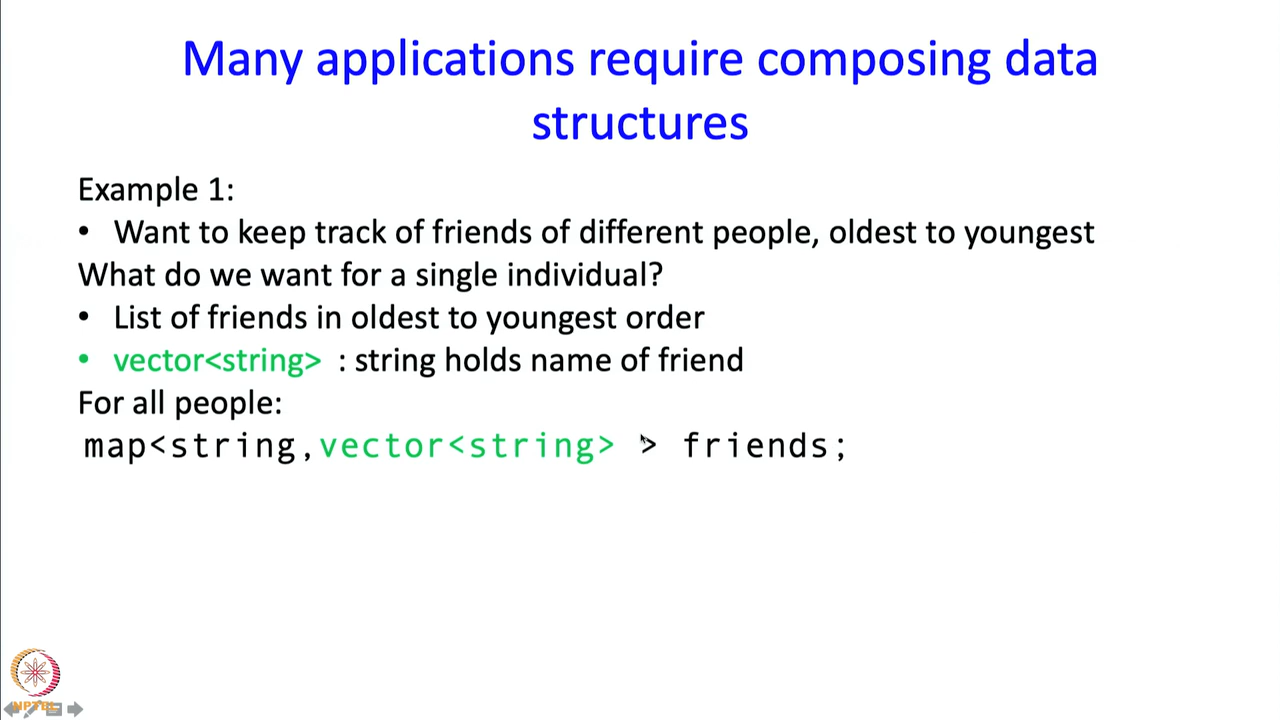 Many applications require composing data
structures
Example 1:
• Want to keep track of friends of different people, oldest to youngest
What do we want for a single individual?
• List of friends in oldest to youngest order
• vector<string> : string holds name of friend
For all people:
map<string,vector<string> > friends;
NPTEL